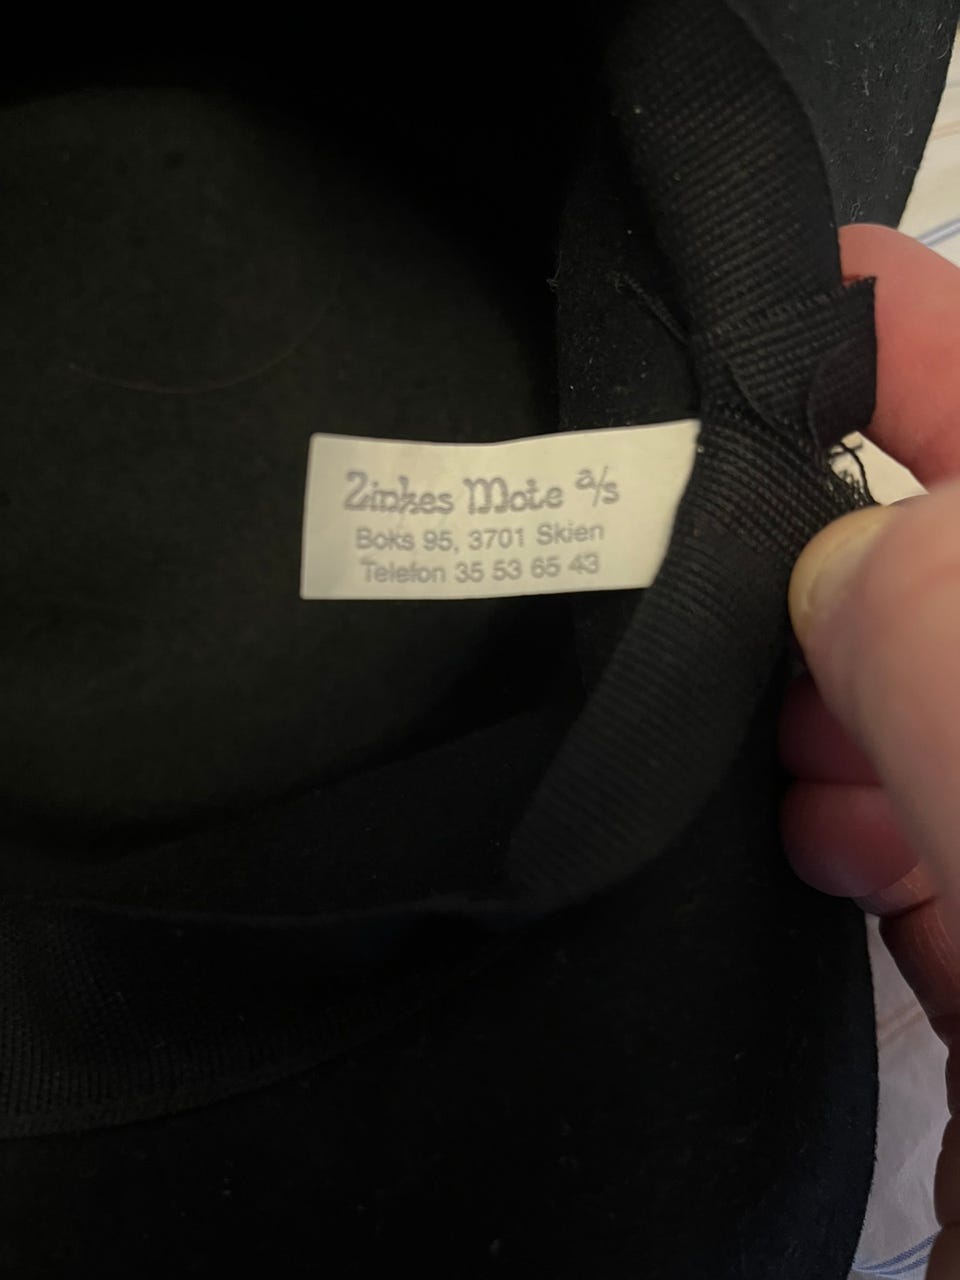 Zinkes Mote a/s
Boks 95, 3701 Skien
Telefon 35 53 65 43